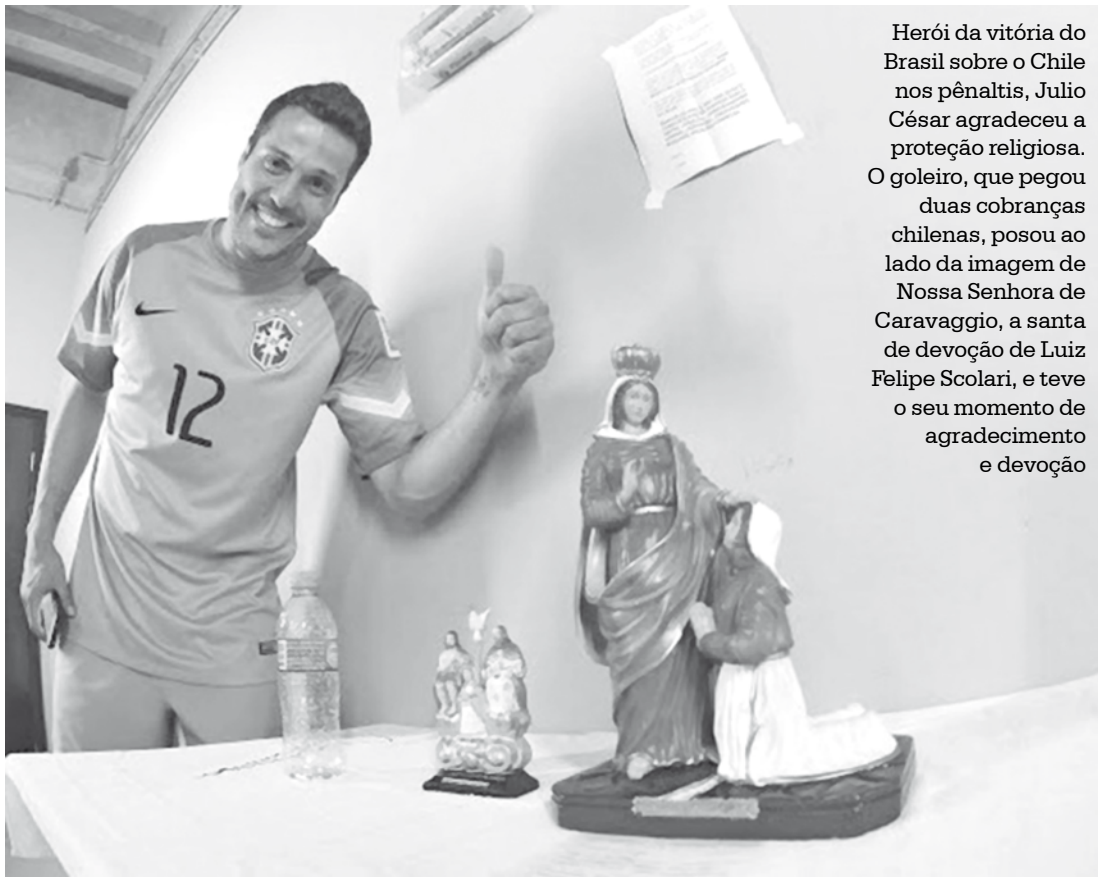 Herói da vitória do
Brasil sobre o Chile
nos pênaltis, Julio
César agradeceu a
proteção religiosa.
O goleiro, que pegou
duas cobranças
chilenas, posou ao
lado da imagem de
Nossa Senhora de
Caravaggio, a santa
de devoção de Luiz
Felipe Scolari, e teve
o seu momento de
agradecimento
e devoção
12